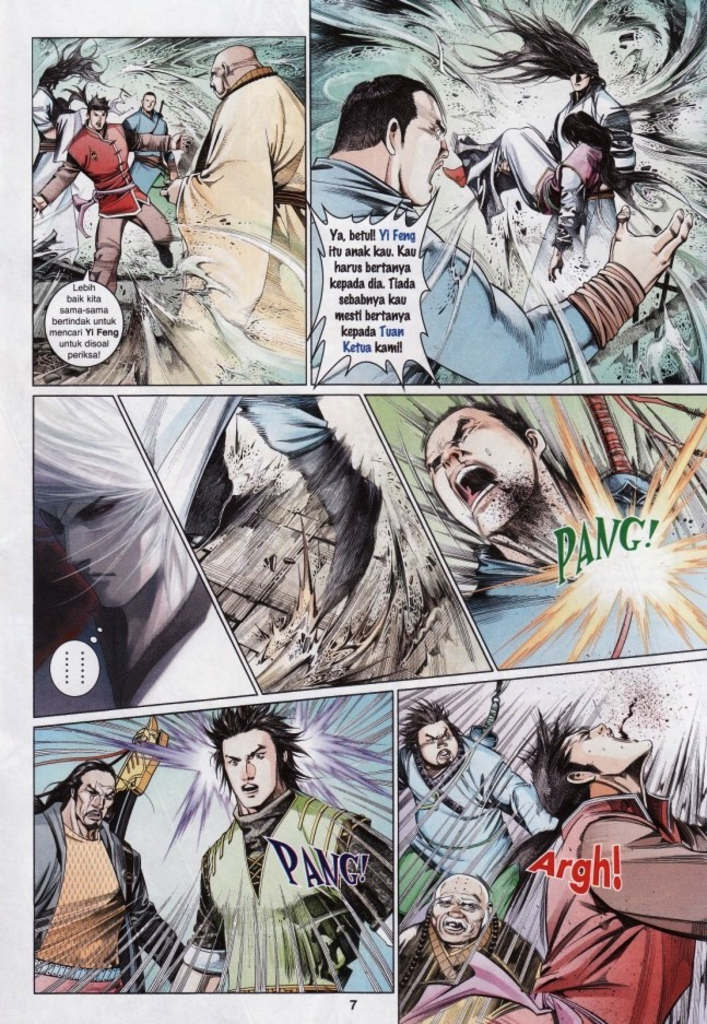 Lebih
baik kita
sama-sama
bertindak untuk
mencari Yi Feng
untuk disoal
periksa!
Ya, betul! Yi Feng
itu anak kau. Kau
harus bertanya
kepada dia. Tiada
sebabnya kau
mesti bertanya
kepada Tuan
Ketua kami!
PANG!
PANG!
Argh!
7